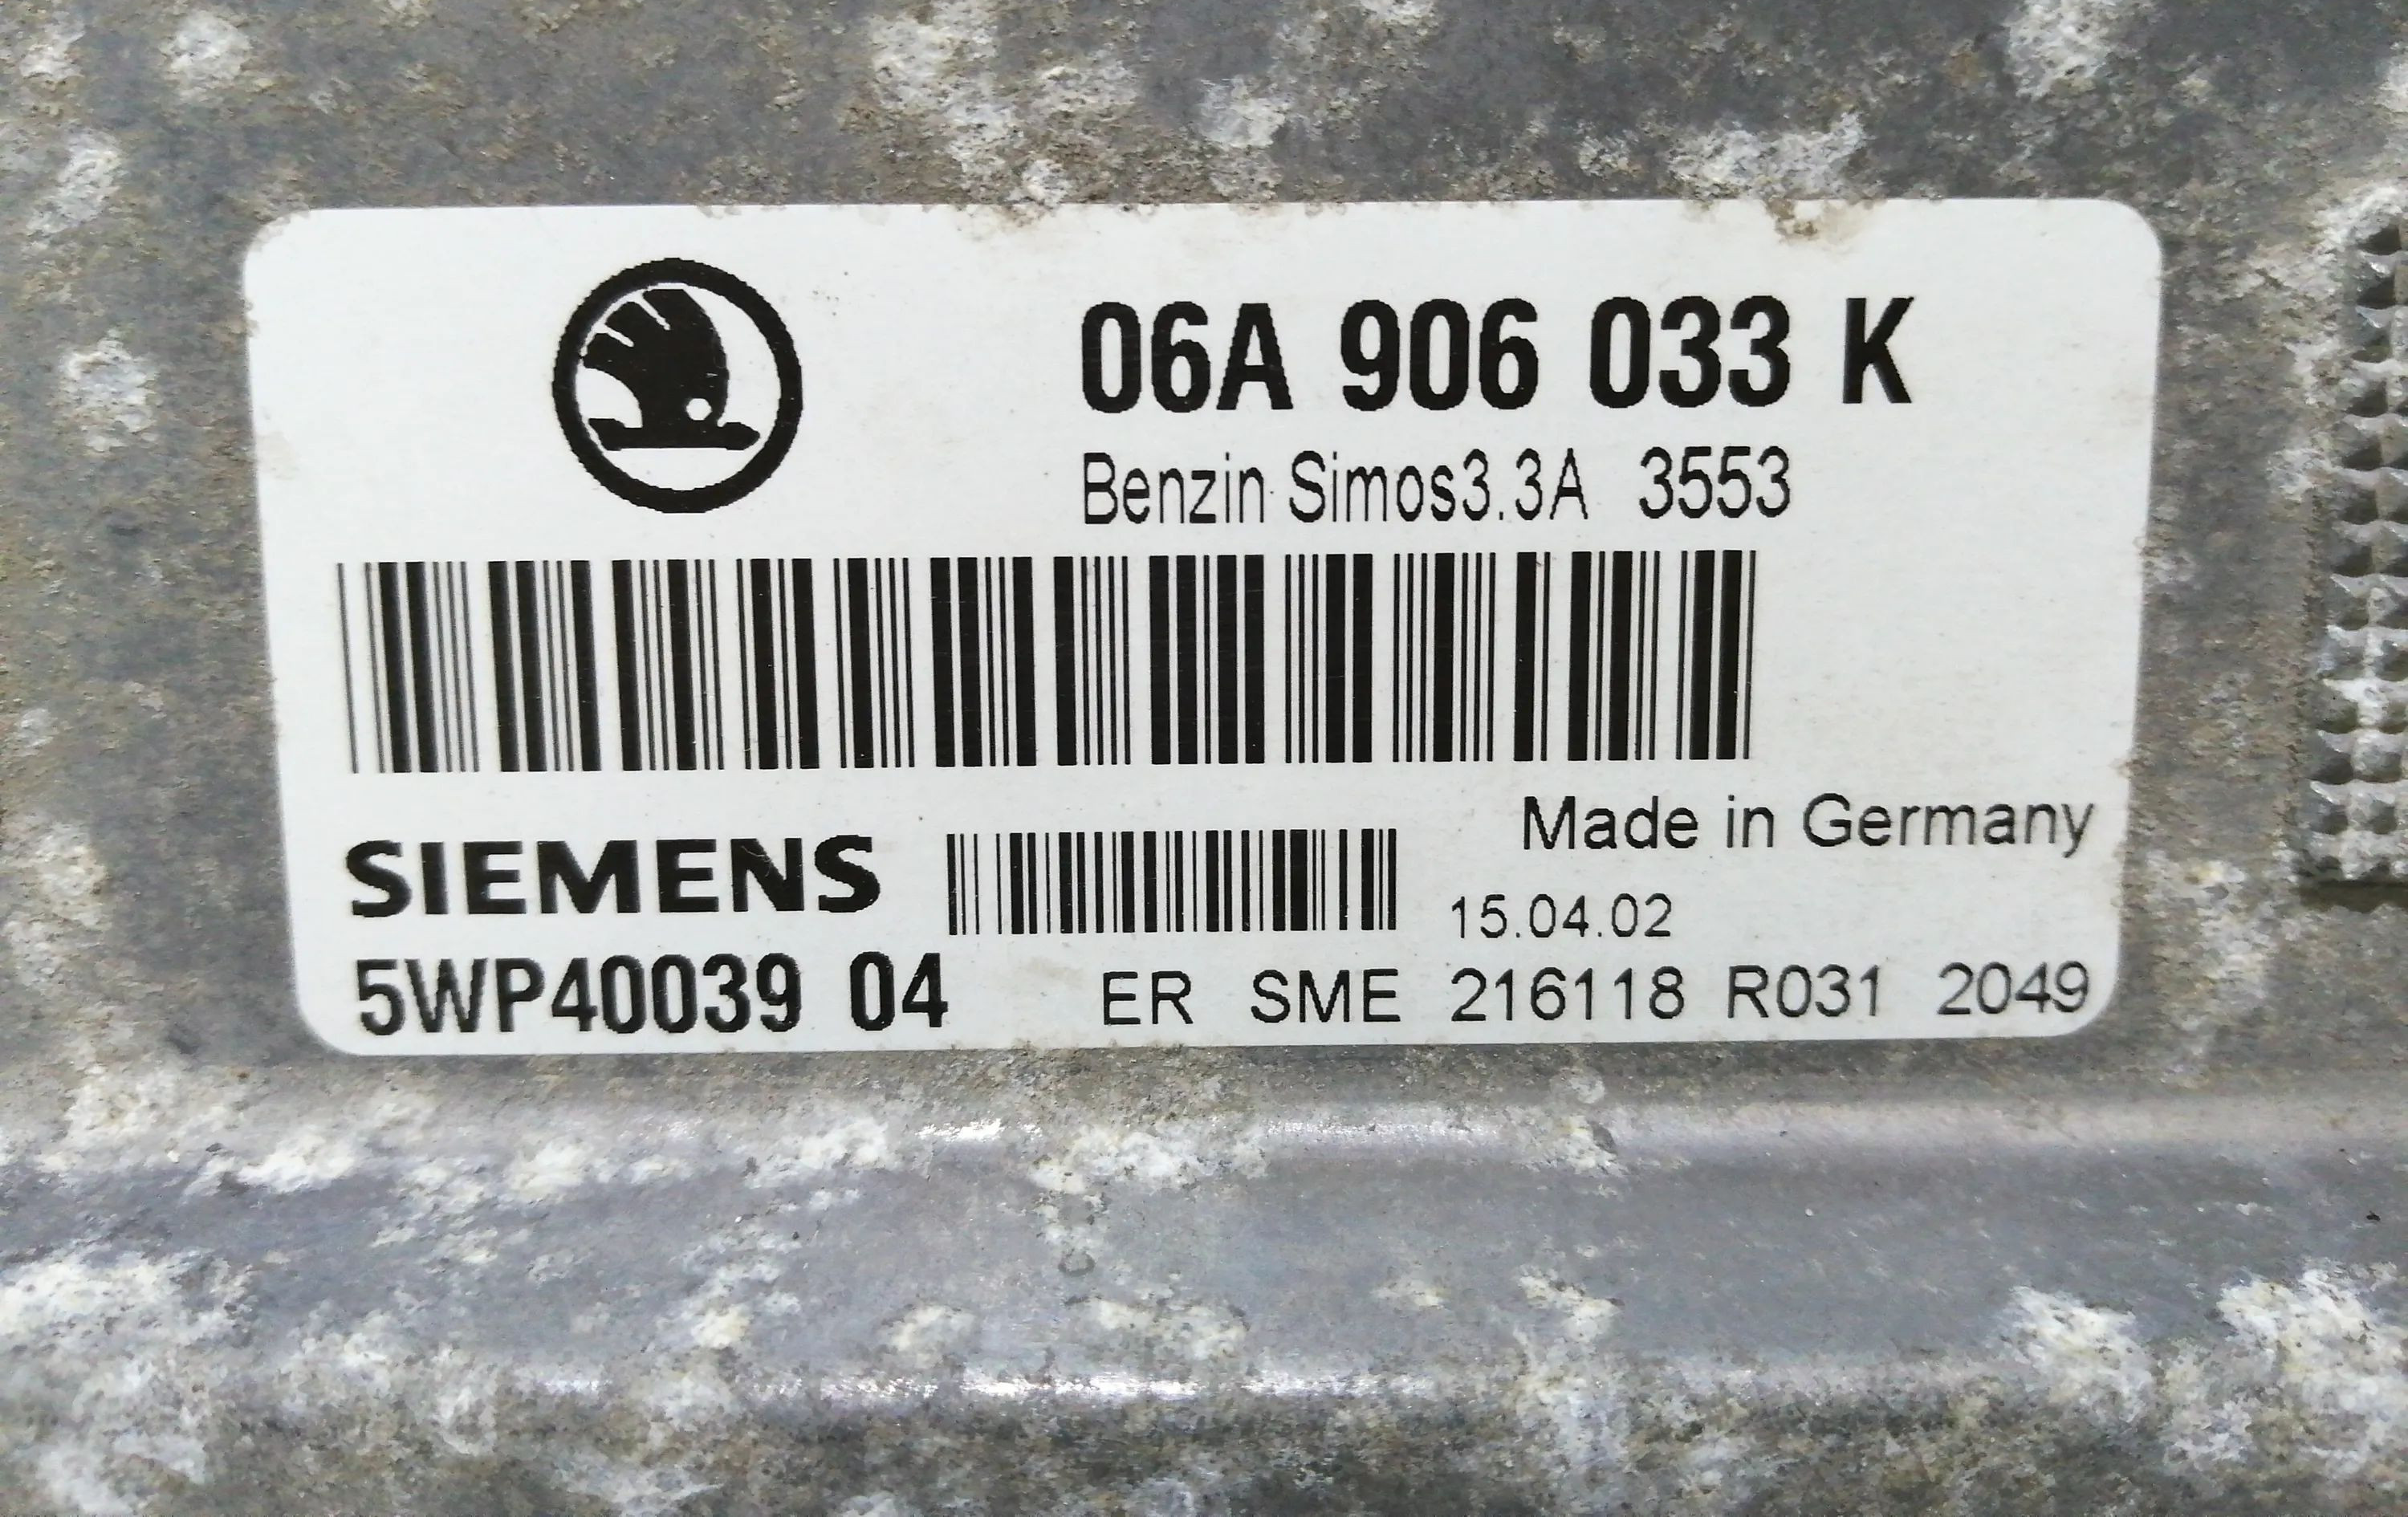 06A 906 033 K
Benzin Simos3.3A 3553
Made in Germany
SIEMENS
15.04.02
5WP40039 04 ER SME 216118 R031 2049